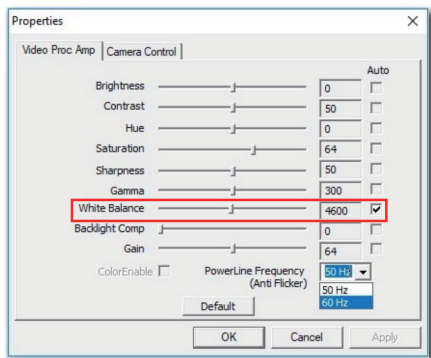 Properties
Video Proc Amp Camera Control
Auto
Brightness 0
Contrast 50
Hue 0
Saturation 64
Sharpness 50
Gamma 300
White Balance 4600
Backlight Comp 0
Gain 64
ColorEnable PowerLine Frequency 50 Hz
(Anti Flicker)
50 Hz
60 Hz
Default
OK Cancel Apply